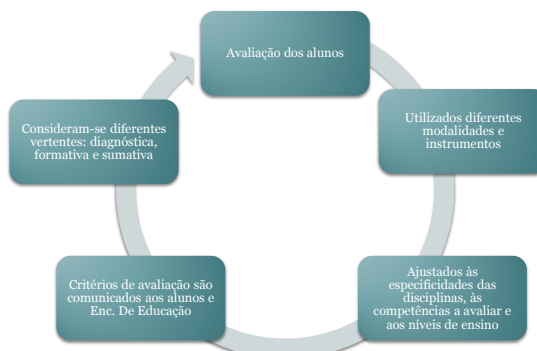 Avaliação dos alunos
Utilizados diferentes
modalidades e
instrumentos
Ajustados às
especificidades das
disciplinas, às
competências a avaliar e
aos níveis de ensino
Critérios de avaliação são
comunicados aos alunos e
Enc. De Educação
Consideram-se diferentes
vertentes: diagnóstica,
formativa e sumativa